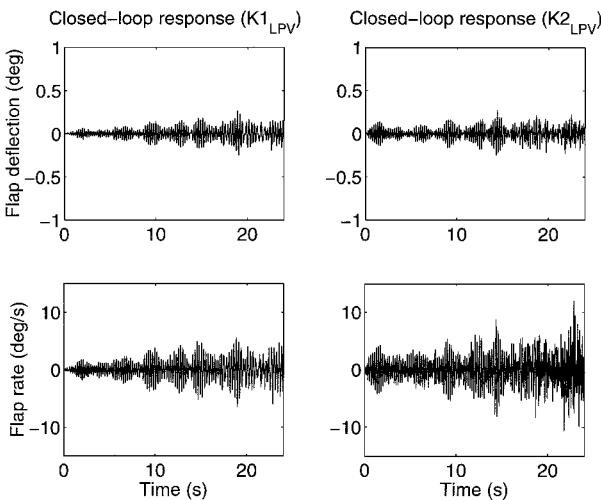 Closed-loop response (K1LPV)
Closed-loop response (K2LPV)
Flap deflection (deg)
1
0.5
0
-0.5
-1
0 10 20
1
0.5
0
-0.5
-1
0 10 20
Flap rate (deg/s)
10
0
-10
0 10 20
Time (s)
10
0
-10
0 10 20
Time (s)